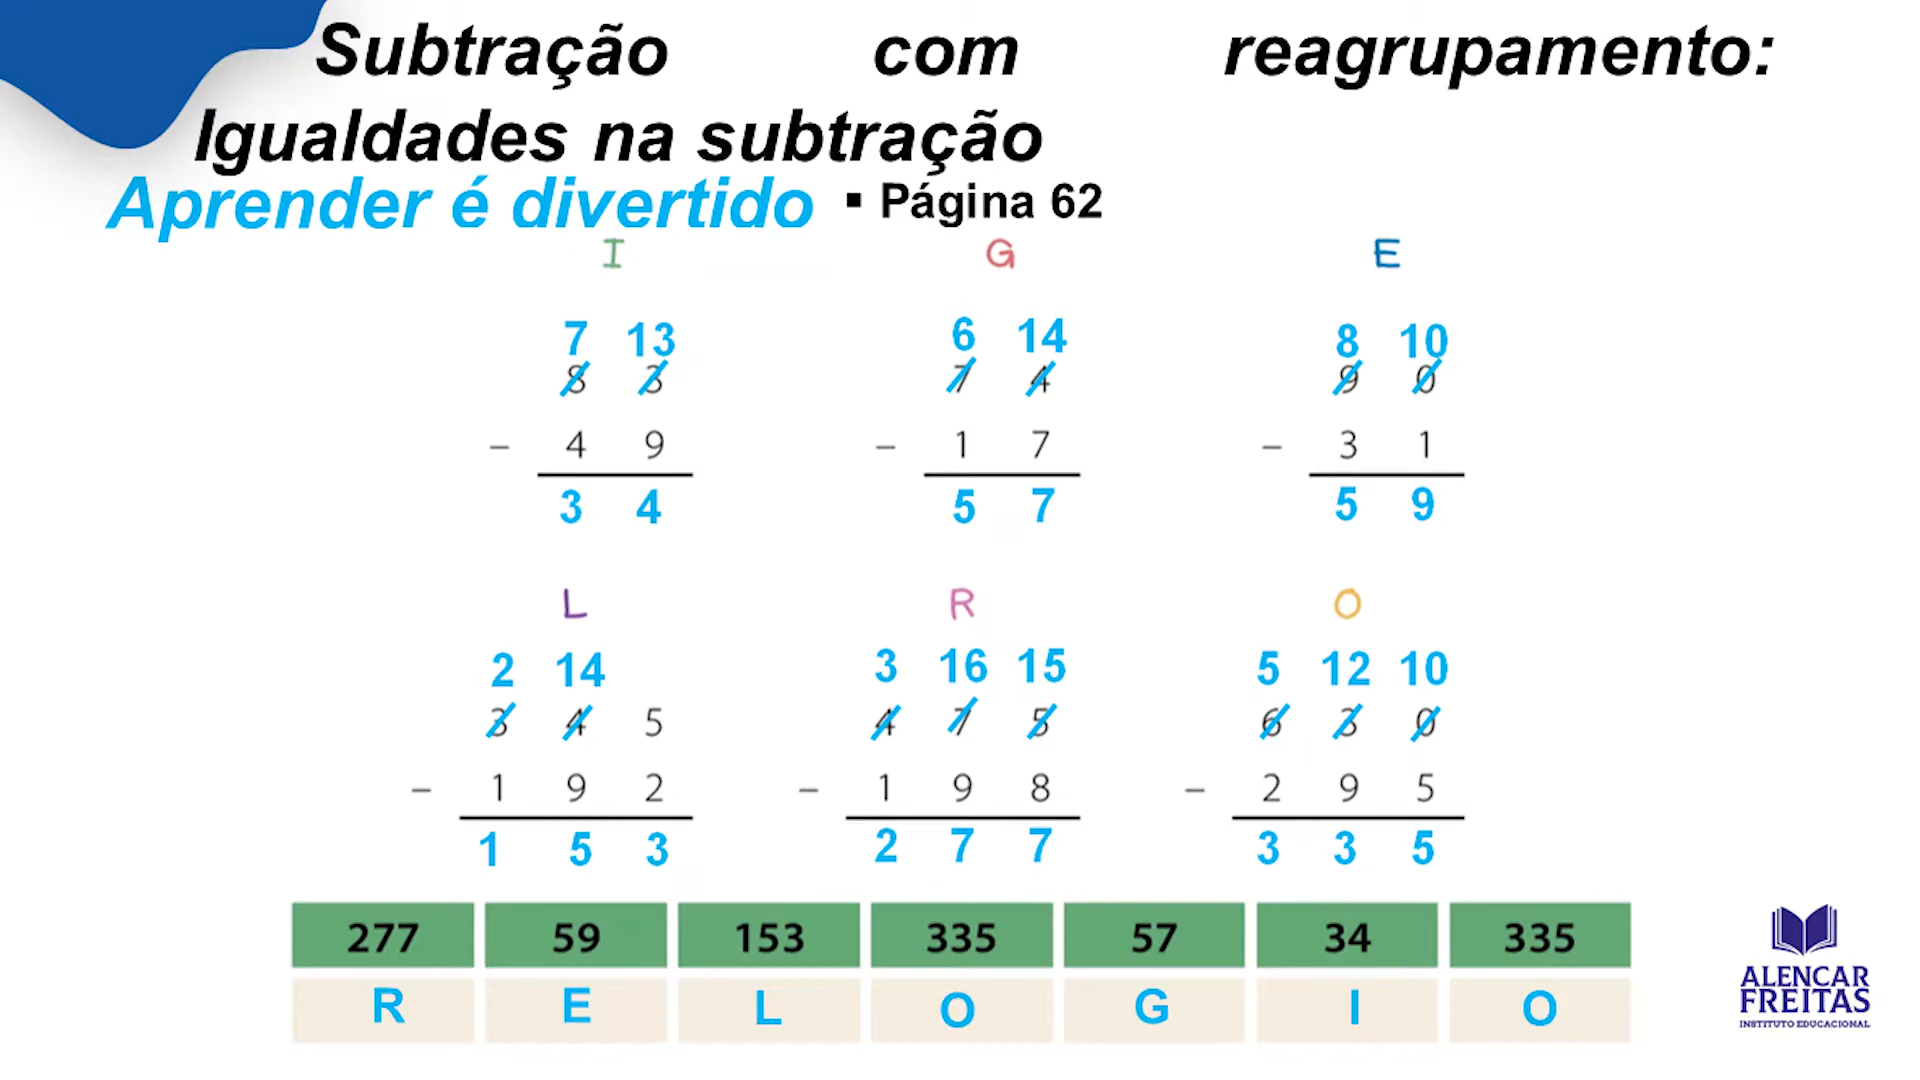 Subtração com reagrupamento:
Igualdades na subtração
Aprender é divertido ▪ Página 62
I G E
7 13 6 14 8 10
8 3 7 4 9 0
– 4 9 – 1 7 – 3 1
3 4 5 7 5 9
L R O
2 14 3 16 15 5 12 10
3 4 5 4 7 5 6 3 0
– 1 9 2 – 1 9 8 – 2 9 5
1 5 3 2 7 7 3 3 5
277 59 153 335 57 34 335
R E L O G I O
ALENCAR
FREITAS
INSTITUTO EDUCACIONAL